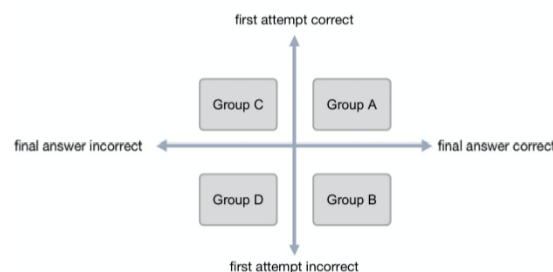 first attempt correct
Group C
Group A
final answer incorrect
final answer correct
Group D
Group B
first attempt incorrect